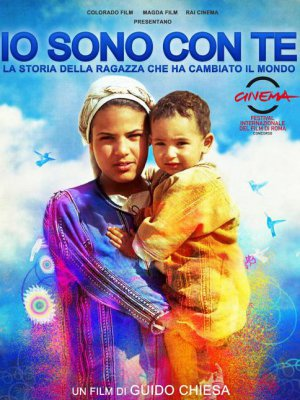 COLORADO FILM MAGDA FILM RAI CINEMA
PRESENTANO
IO SONO CON TE
LA STORIA DELLA RAGAZZA CHE HA CAMBIATO IL MONDO
CINEMA
FESTIVAL
INTERNAZIONALE
DEL FILM DI ROMA
CONCORSO
UN FILM DI GUIDO CHIESA